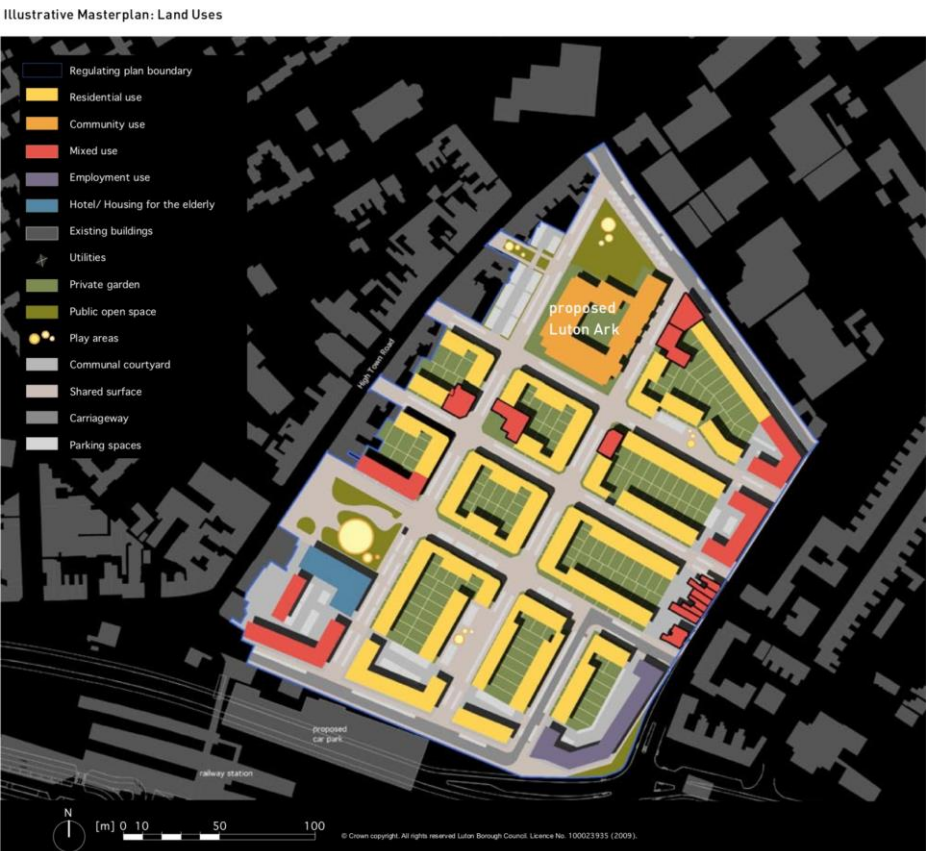 Illustrative Masterplan: Land Uses
Regulating plan boundary
Residential use
Community use
Mixed use
Employment use
Hotel/ Housing for the elderly
Existing buildings
Utilities
Private garden
Public open space
Play areas
Communal courtyard
Shared surface
Carriageway
Parking spaces
proposed
Luton Ark
High Town Road
proposed
car park
railway station
N
[m] 0 10 50 100
© Crown copyright. All rights reserved Luton Borough Council. Licence No. 100023935 (2009).